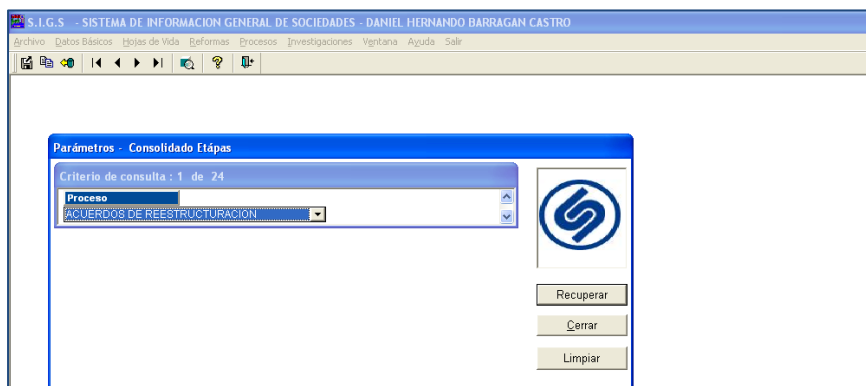 S.I.G.S - SISTEMA DE INFORMACION GENERAL DE SOCIEDADES - DANIEL HERNANDO BARRAGAN CASTRO
Archivo Datos Básicos Hojas de Vida Reformas Procesos Investigaciones Ventana Ayuda Salir
Parámetros - Consolidado Etápas
Criterio de consulta : 1 de 24
Proceso
ACUERDOS DE REESTRUCTURACION
Recuperar
Cerrar
Limpiar